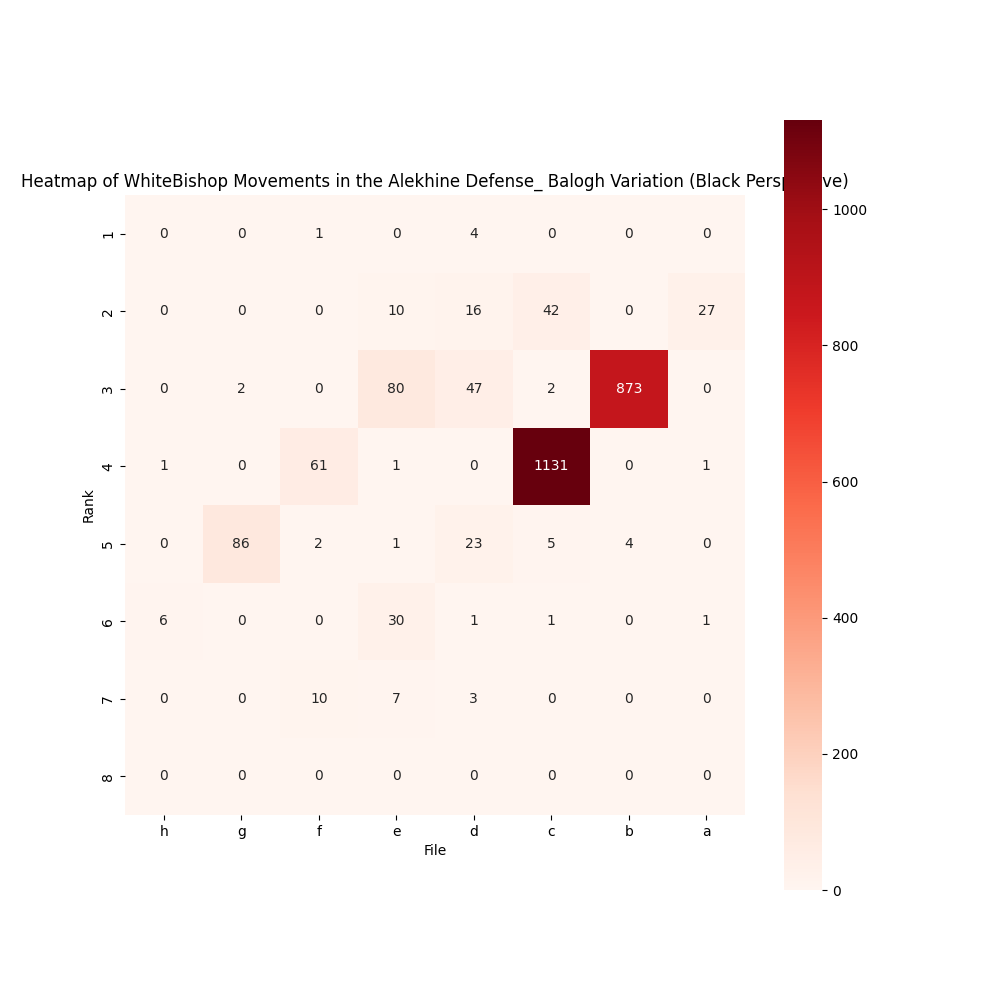 Heatmap of WhiteBishop Movements in the Alekhine Defense_ Balogh Variation (Black Perspective)
1 0 0 1 0 4 0 0 0
2 0 0 0 10 16 42 0 27
3 0 2 0 80 47 2 873 0
4 1 0 61 1 0 1131 0 1
5 0 86 2 1 23 5 4 0
6 6 0 0 30 1 1 0 1
7 0 0 10 7 3 0 0 0
8 0 0 0 0 0 0 0 0
h g f e d c b a
File
Rank
1000
800
600
400
200
0